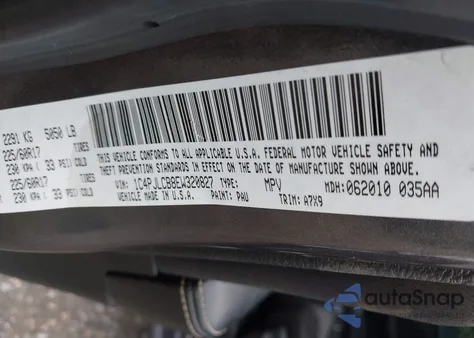 2291 KG 5050 LB
225/60R17 TIRES
230 KPA ( 33 PSI) COLD
225/60R17 TIRES
230 KPA ( 33 PSI) COLD
THIS VEHICLE CONFORMS TO ALL APPLICABLE U.S.A. FEDERAL MOTOR VEHICLE SAFETY AND
THEFT PREVENTION STANDARDS IN EFFECT ON THE DATE OF MANUFACTURE SHOWN ABOVE.
VIN: 1C4PJLCB8EW320827 TYPE: MPV MDH:062010 035AA
MADE IN U.S.A. PAINT: PAU TRIM: A7X9
autoSnap